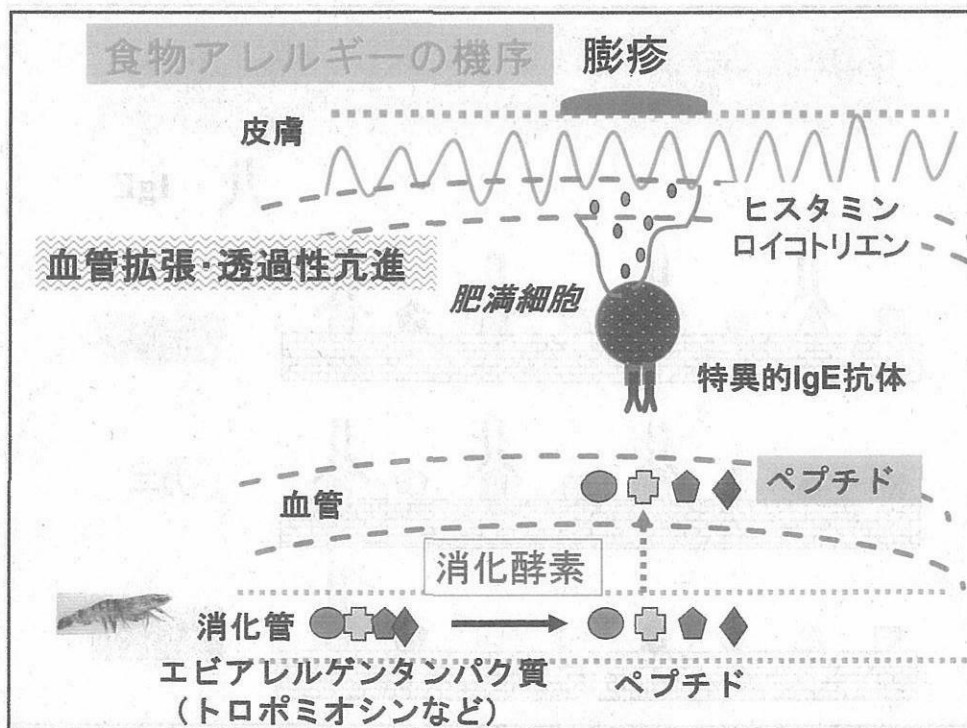 食物アレルギーの機序
膨疹
皮膚
ヒスタミン
ロイコトリエン
血管拡張・透過性亢進
肥満細胞
特異的IgE抗体
ペプチド
血管
消化酵素
消化管
エビアレルゲンタンパク質
(トロポミオシンなど)
ペプチド